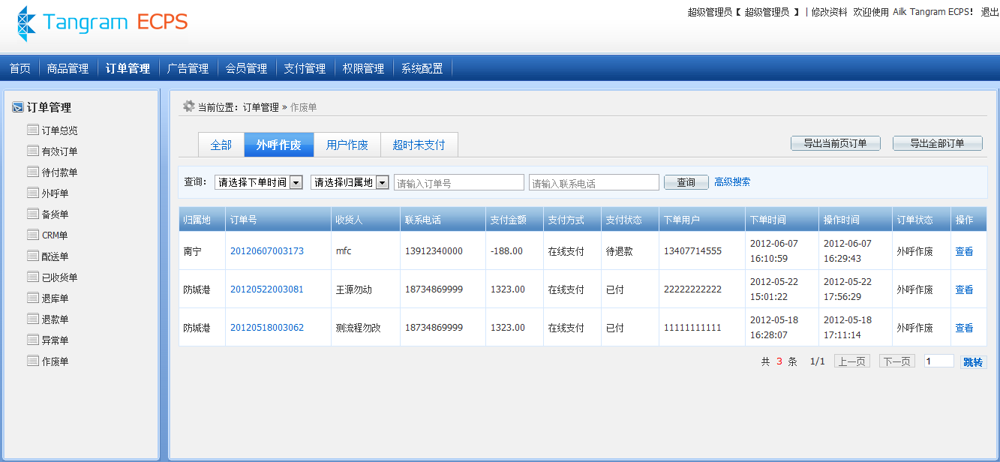 Tangram ECPS
超级管理员【 超级管理员 】 | 修改资料 欢迎使用 Ailk Tangram ECPS! 退出
首页 商品管理 订单管理 广告管理 会员管理 支付管理 权限管理 系统配置
订单管理
订单总览
有效订单
待付款单
外呼单
备货单
CRM单
配送单
已收货单
退库单
退款单
异常单
作废单
当前位置: 订单管理 » 作废单
全部 外呼作废 用户作废 超时未支付 导出当前页订单 导出全部订单
查询: 请选择下单时间 请选择归属地 请输入订单号 请输入联系电话 查询 高级搜索
归属地 订单号 收货人 联系电话 支付金额 支付方式 支付状态 下单用户 下单时间 操作时间 订单状态 操作
南宁 20120607003173 mfc 13912340000 -188.00 在线支付 待退款 13407714555 2012-06-07 16:10:59 2012-06-07 16:29:43 外呼作废 查看
防城港 20120522003081 王源勿动 18734869999 1323.00 在线支付 已付 22222222222 2012-05-22 15:01:22 2012-05-22 17:56:29 外呼作废 查看
防城港 20120518003062 测流程勿改 18734869999 1323.00 在线支付 已付 11111111111 2012-05-18 16:28:07 2012-05-18 17:11:14 外呼作废 查看
共 3 条 1/1 上一页 下一页 1 跳转